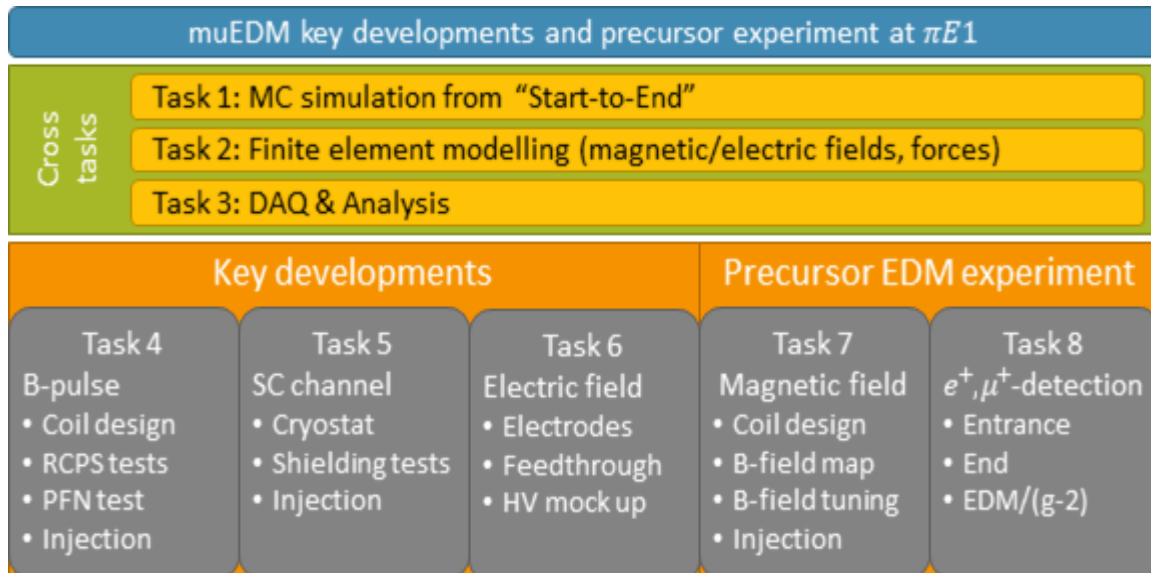 muEDM key developments and precursor experiment at πE1
Cross
tasks
Task 1: MC simulation from “Start-to-End”
Task 2: Finite element modelling (magnetic/electric fields, forces)
Task 3: DAQ & Analysis
Key developments
Precursor EDM experiment
Task 4
B-pulse
• Coil design
• RCPS tests
• PFN test
• Injection
Task 5
SC channel
• Cryostat
• Shielding tests
• Injection
Task 6
Electric field
• Electrodes
• Feedthrough
• HV mock up
Task 7
Magnetic field
• Coil design
• B-field map
• B-field tuning
• Injection
Task 8
e⁺,μ⁺-detection
• Entrance
• End
• EDM/(g-2)